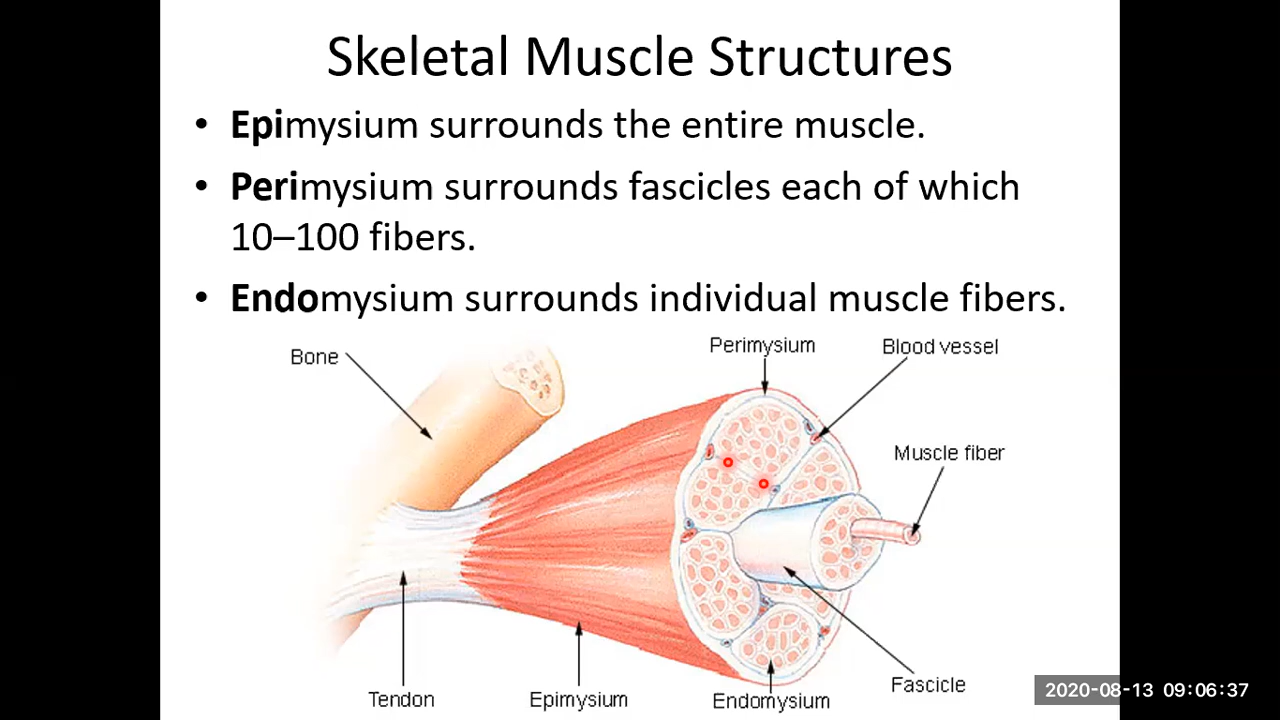 Skeletal Muscle Structures
• Epimysium surrounds the entire muscle.
• Perimysium surrounds fascicles each of which
10–100 fibers.
• Endomysium surrounds individual muscle fibers.
Bone
Perimysium
Blood vessel
Muscle fiber
Tendon
Epimysium
Endomysium
Fascicle
2020-08-13 09:06:37